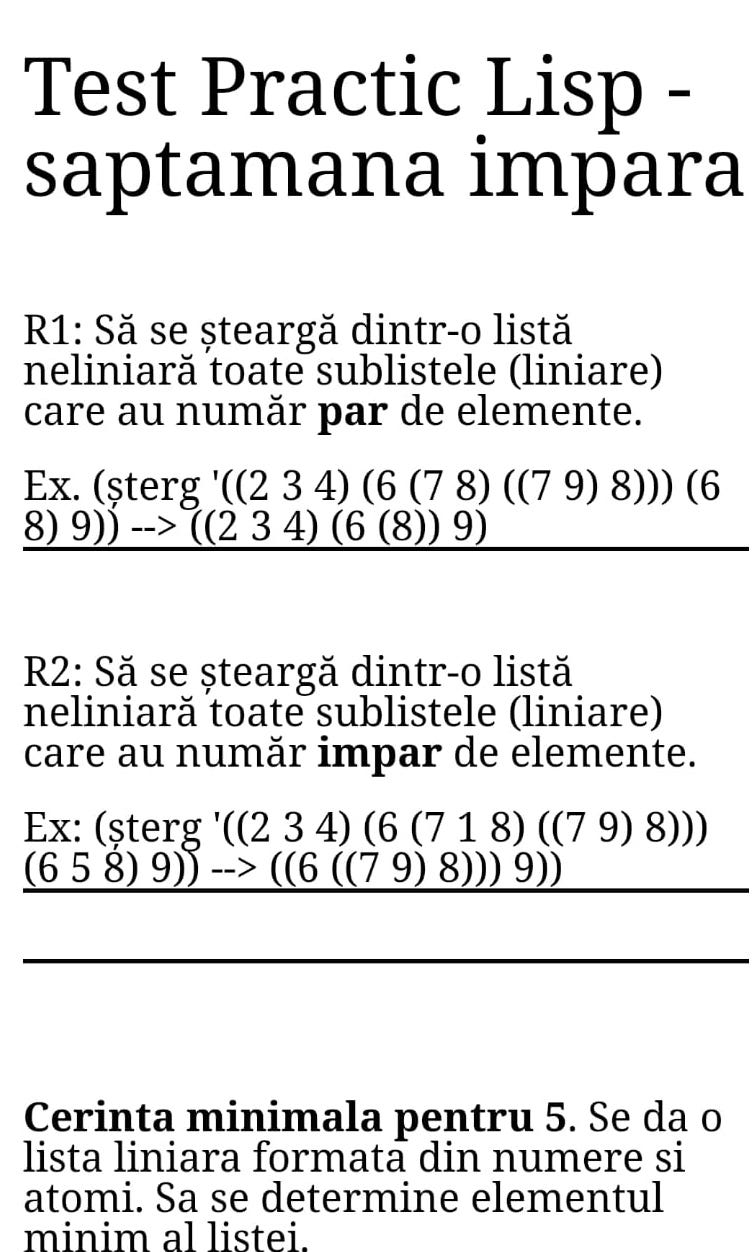 Test Practic Lisp -
saptamana impara
R1: Să se șteargă dintr-o listă
neliniară toate sublistele (liniare)
care au număr par de elemente.
Ex. (șterg '((2 3 4) (6 (7 8) ((7 9) 8))) (6
8) 9)) --> ((2 3 4) (6 (8)) 9)
R2: Să se șteargă dintr-o listă
neliniară toate sublistele (liniare)
care au număr impar de elemente.
Ex: (șterg '((2 3 4) (6 (7 1 8) ((7 9) 8)))
(6 5 8) 9)) --> ((6 ((7 9) 8))) 9))
Cerinta minimala pentru 5. Se da o
lista liniara formata din numere si
atomi. Sa se determine elementul
minim al listei.